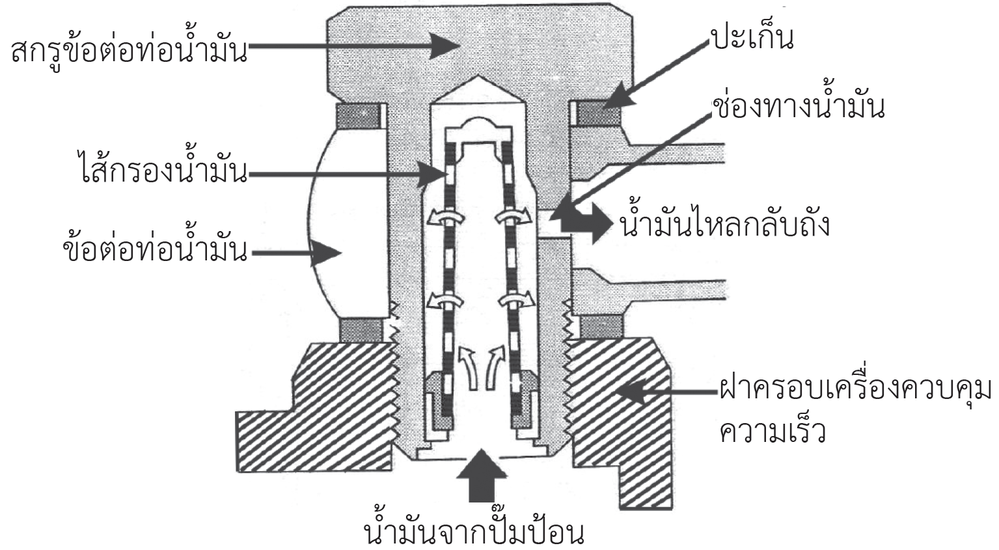 สกรูข้อต่อท่อน้ำมัน
ปะเก็น
ช่องทางน้ำมัน
ไส้กรองน้ำมัน
น้ำมันไหลกลับถัง
ข้อต่อท่อน้ำมัน
ฝาครอบเครื่องควบคุม
ความเร็ว
น้ำมันจากปั๊มป้อน